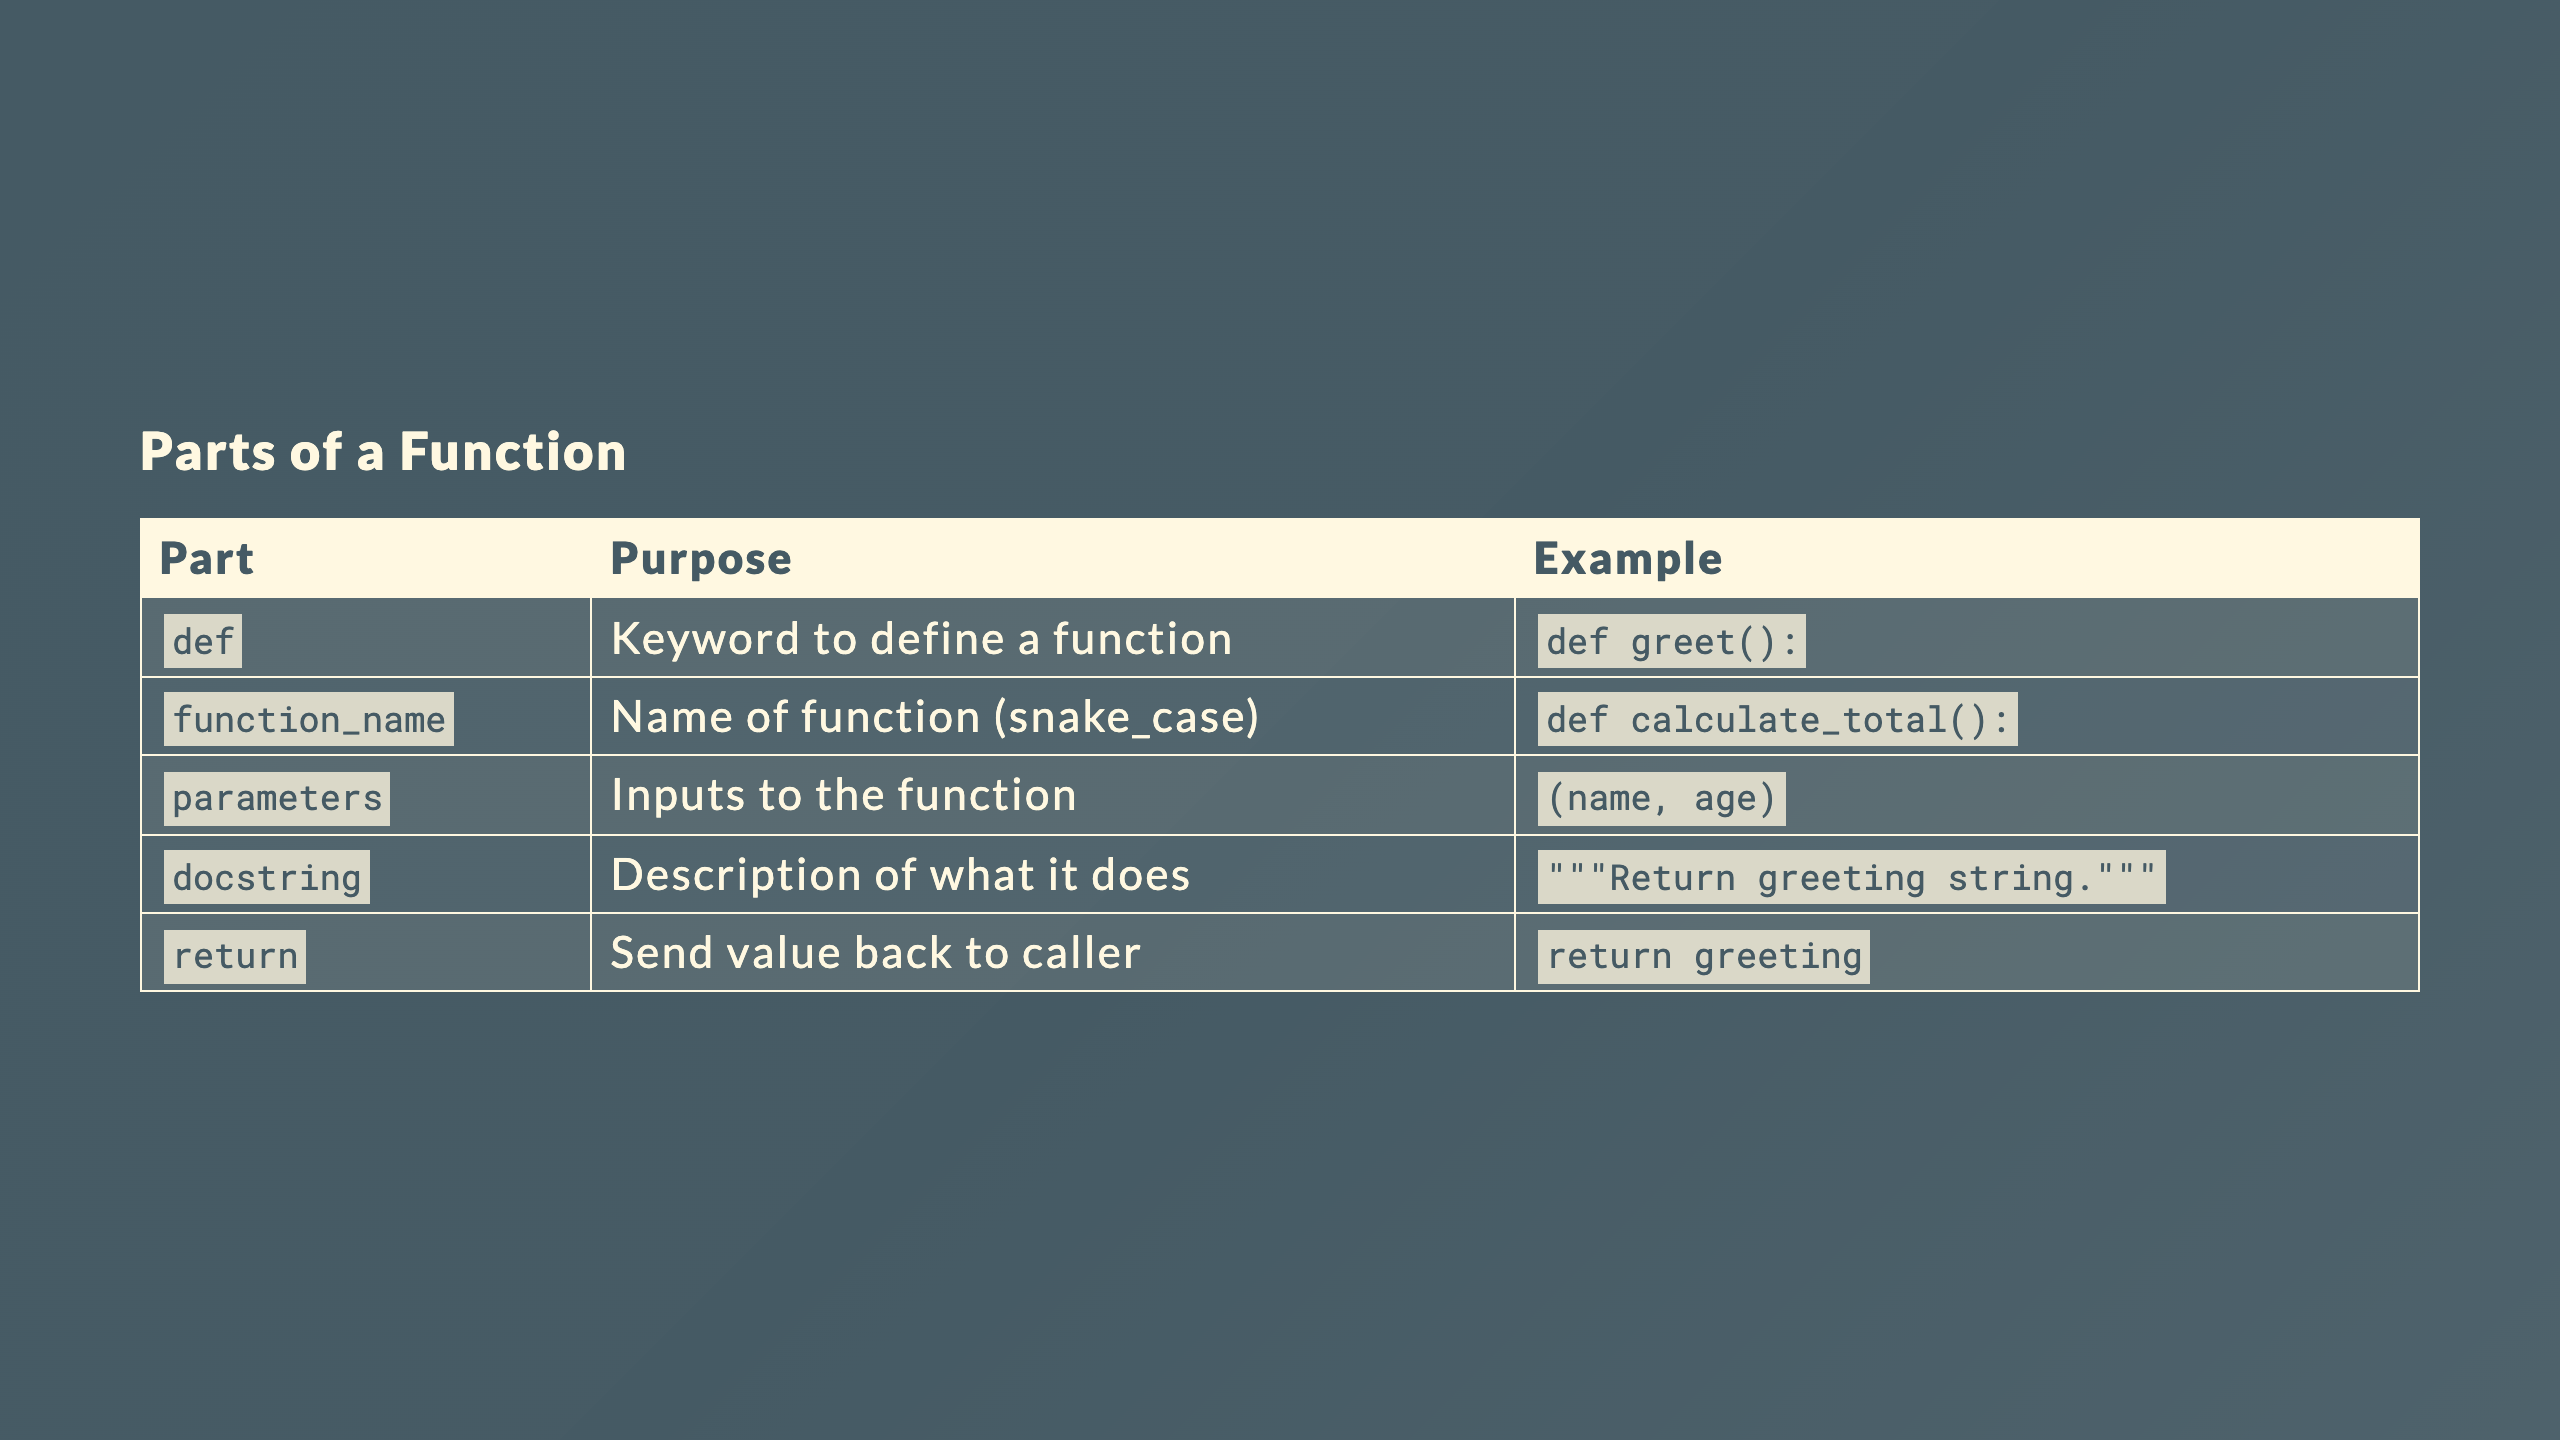 Parts of a Function
Part Purpose Example
def Keyword to define a function def greet():
function_name Name of function (snake_case) def calculate_total():
parameters Inputs to the function (name, age)
docstring Description of what it does """Return greeting string."""
return Send value back to caller return greeting